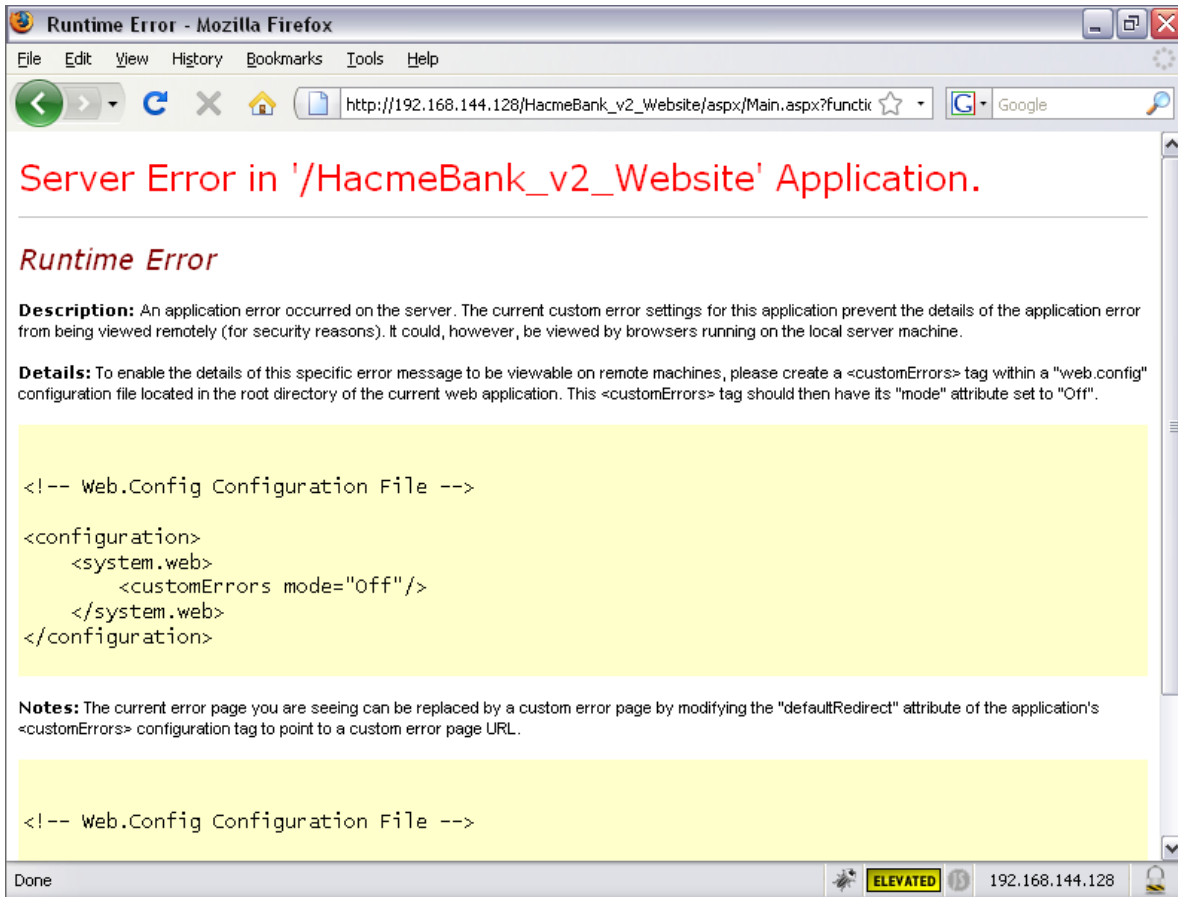 Runtime Error - Mozilla Firefox
File Edit View History Bookmarks Tools Help
http://192.168.144.128/HacmeBank_v2_Website/aspx/Main.aspx?functi G Google
Server Error in '/HacmeBank_v2_Website' Application.
Runtime Error
Description: An application error occurred on the server. The current custom error settings for this application prevent the details of the application error
from being viewed remotely (for security reasons). It could, however, be viewed by browsers running on the local server machine.
Details: To enable the details of this specific error message to be viewable on remote machines, please create a <customErrors> tag within a "web.config"
configuration file located in the root directory of the current web application. This <customErrors> tag should then have its "mode" attribute set to "Off".
<!-- Web.Config Configuration File -->
<configuration>
    <system.web>
        <customErrors mode="Off"/>
    </system.web>
</configuration>
Notes: The current error page you are seeing can be replaced by a custom error page by modifying the "defaultRedirect" attribute of the application's
<customErrors> configuration tag to point to a custom error page URL.
<!-- Web.Config Configuration File -->
Done ELEVATED JS 192.168.144.128